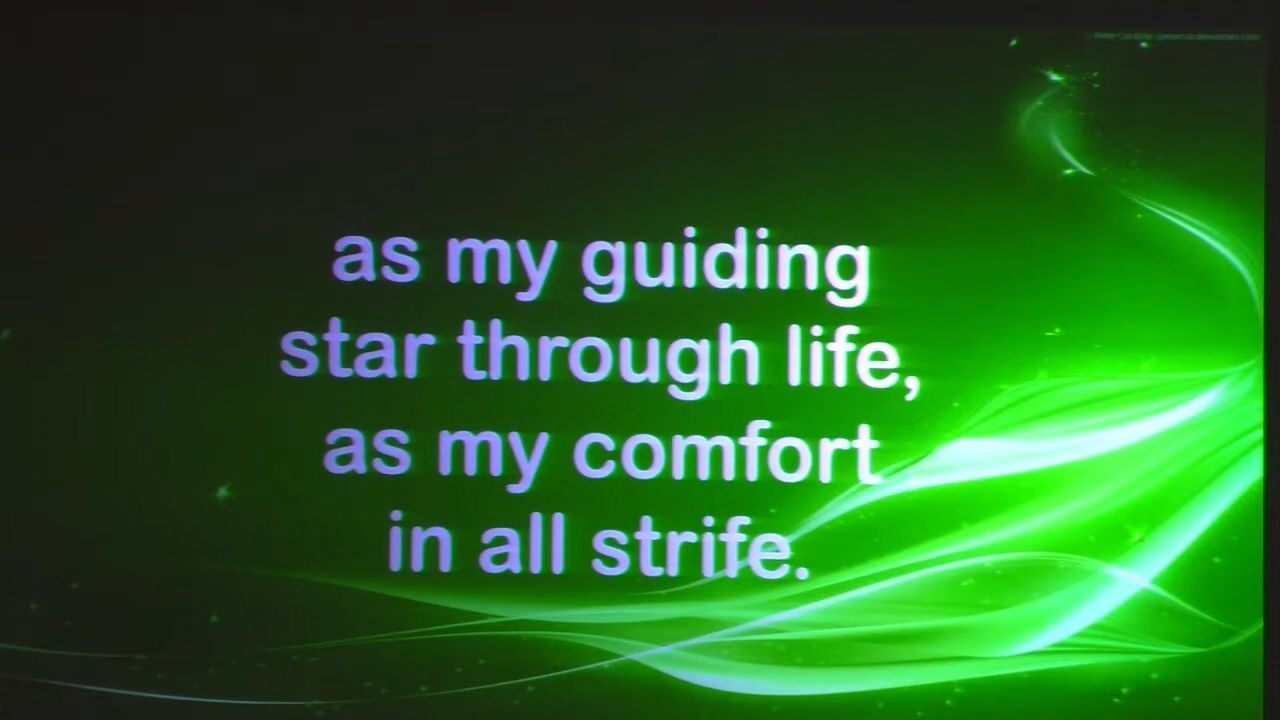 as my guiding
star through life,
as my comfort
in all strife.